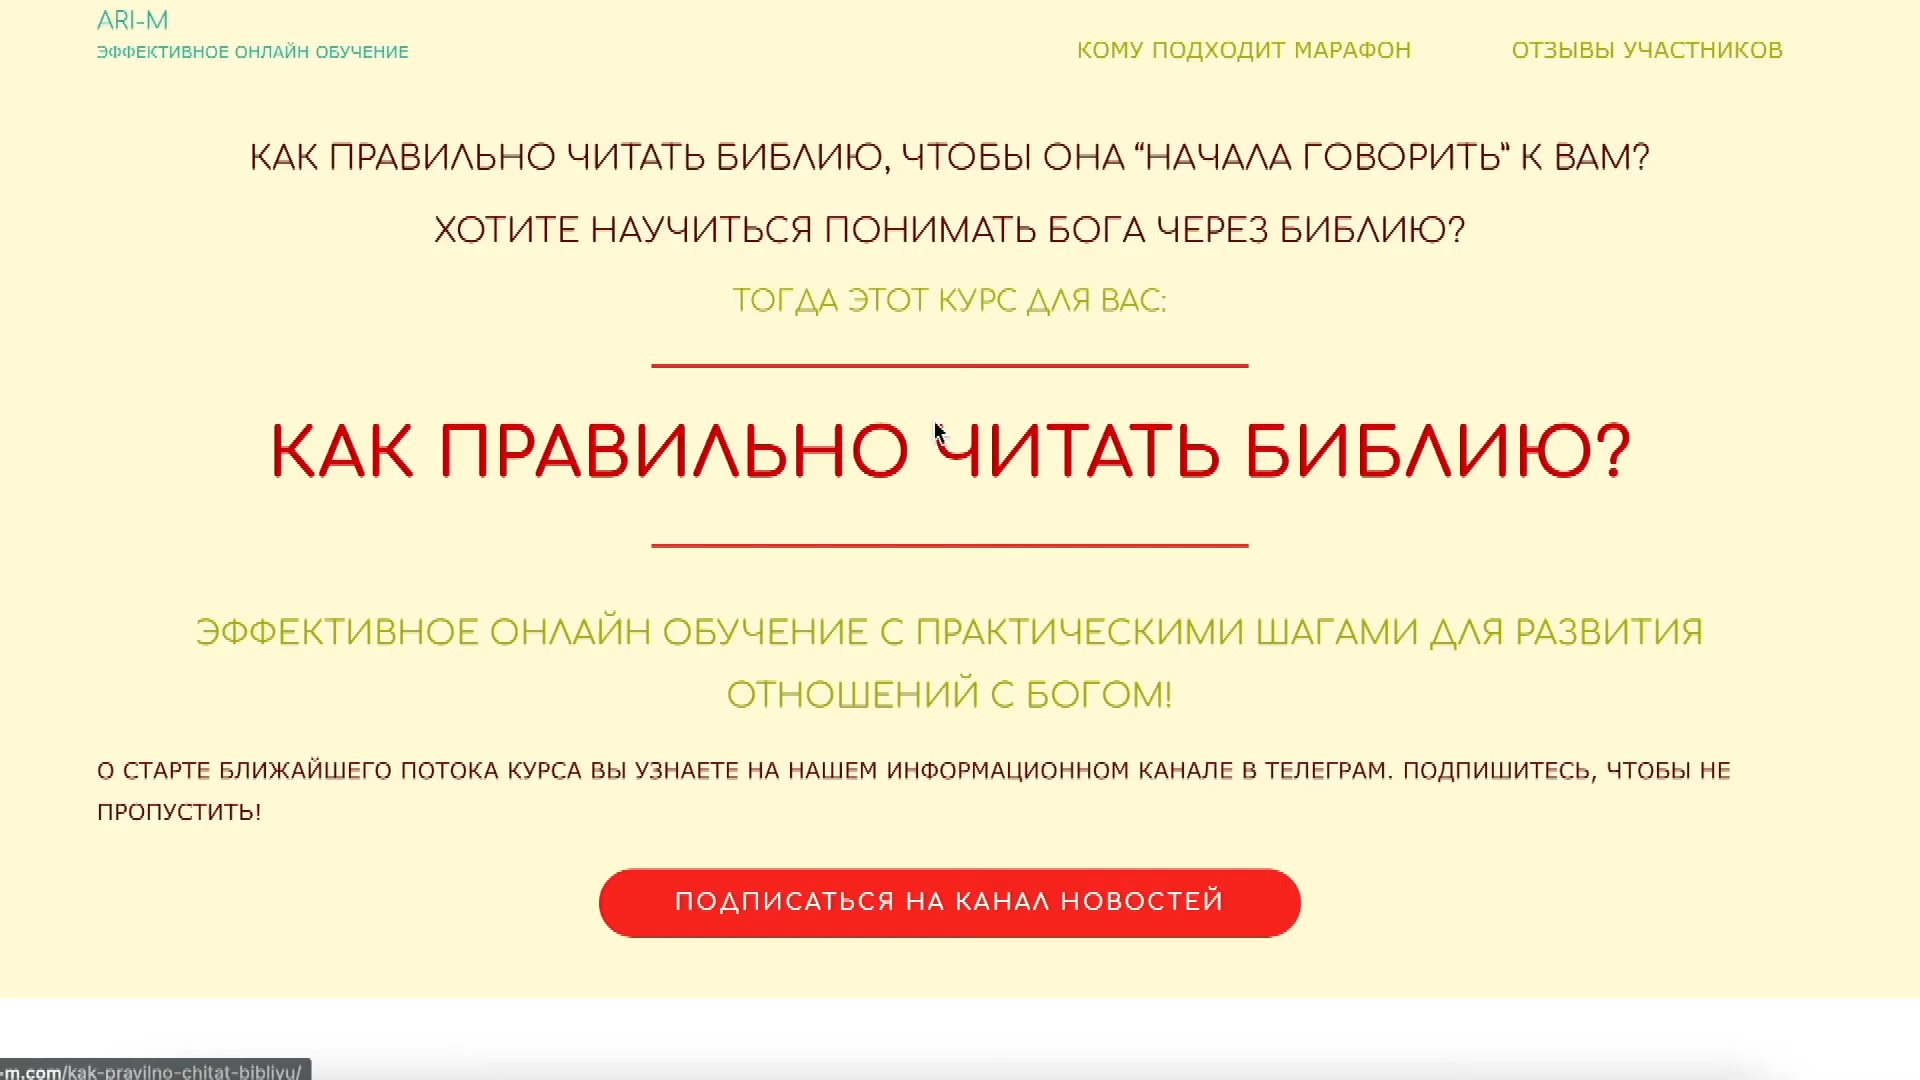 ARI-M
ЭФФЕКТИВНОЕ ОНЛАЙН ОБУЧЕНИЕ
КОМУ ПОДХОДИТ МАРАФОН
ОТЗЫВЫ УЧАСТНИКОВ
КАК ПРАВИЛЬНО ЧИТАТЬ БИБЛИЮ, ЧТОБЫ ОНА “НАЧАЛА ГОВОРИТЬ” К ВАМ?
ХОТИТЕ НАУЧИТЬСЯ ПОНИМАТЬ БОГА ЧЕРЕЗ БИБЛИЮ?
ТОГДА ЭТОТ КУРС ДЛЯ ВАС:
КАК ПРАВИЛЬНО ЧИТАТЬ БИБЛИЮ?
ЭФФЕКТИВНОЕ ОНЛАЙН ОБУЧЕНИЕ С ПРАКТИЧЕСКИМИ ШАГАМИ ДЛЯ РАЗВИТИЯ
ОТНОШЕНИЙ С БОГОМ!
О СТАРТЕ БЛИЖАЙШЕГО ПОТОКА КУРСА ВЫ УЗНАЕТЕ НА НАШЕМ ИНФОРМАЦИОННОМ КАНАЛЕ В ТЕЛЕГРАМ. ПОДПИШИТЕСЬ, ЧТОБЫ НЕ
ПРОПУСТИТЬ!
ПОДПИСАТЬСЯ НА КАНАЛ НОВОСТЕЙ
-m.com/kak-pravilno-chitat-bibliyu/